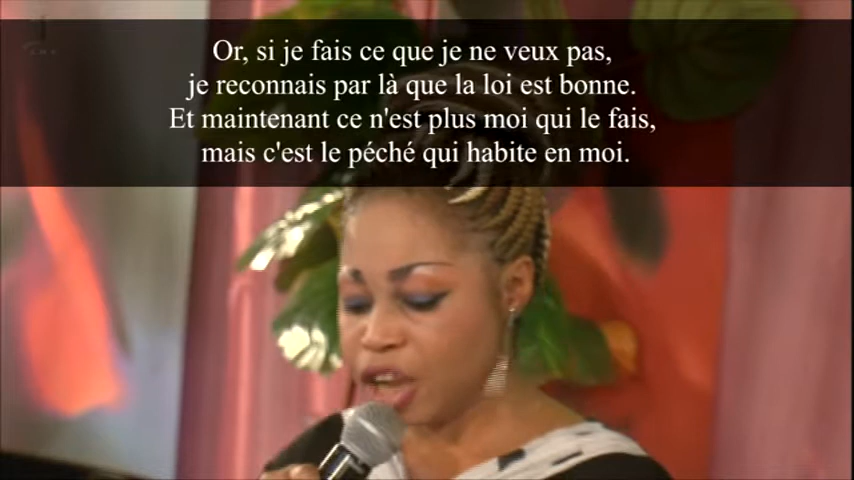 Or, si je fais ce que je ne veux pas,
je reconnais par là que la loi est bonne.
Et maintenant ce n'est plus moi qui le fais,
mais c'est le péché qui habite en moi.